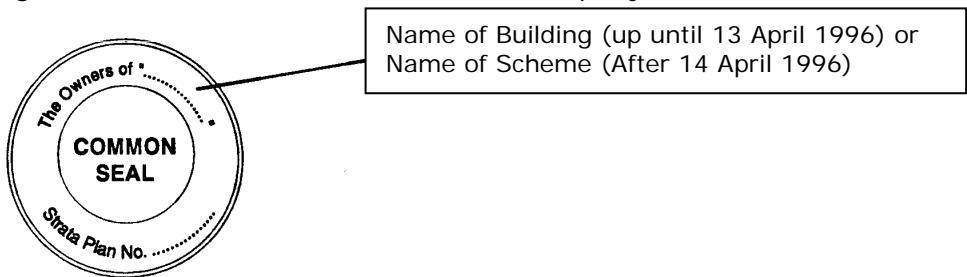 Name of Building (up until 13 April 1996) or
Name of Scheme (After 14 April 1996)
The Owners of "..............."
COMMON
SEAL
Strata Plan No. ...............